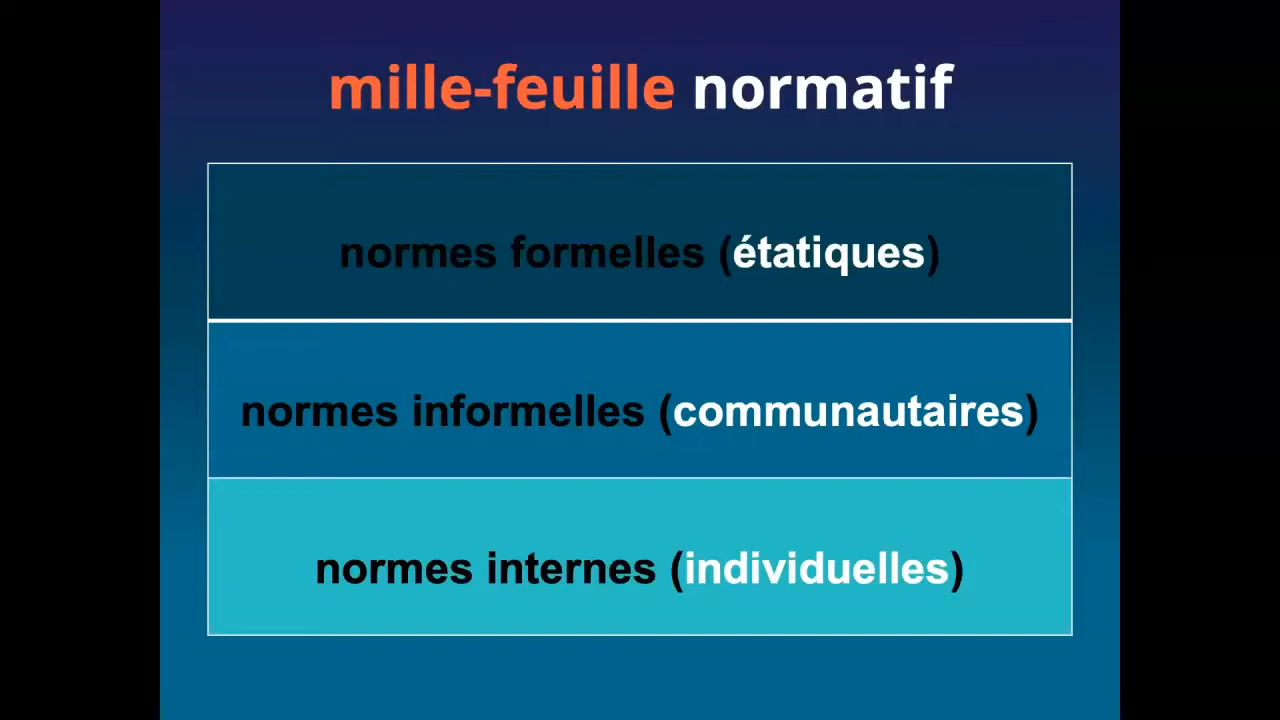 mille-feuille normatif
normes formelles (étatiques)
normes informelles (communautaires)
normes internes (individuelles)